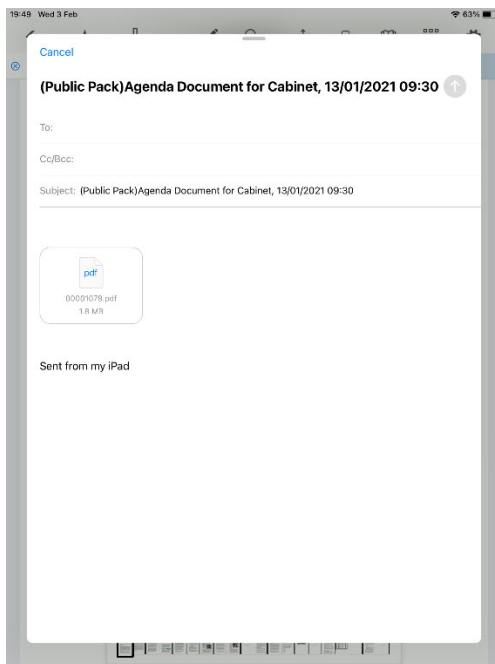 19:49 Wed 3 Feb
63%
Cancel
(Public Pack)Agenda Document for Cabinet, 13/01/2021 09:30
To:
Cc/Bcc:
Subject: (Public Pack)Agenda Document for Cabinet, 13/01/2021 09:30
pdf
00001079.pdf
1.8 MB
Sent from my iPad